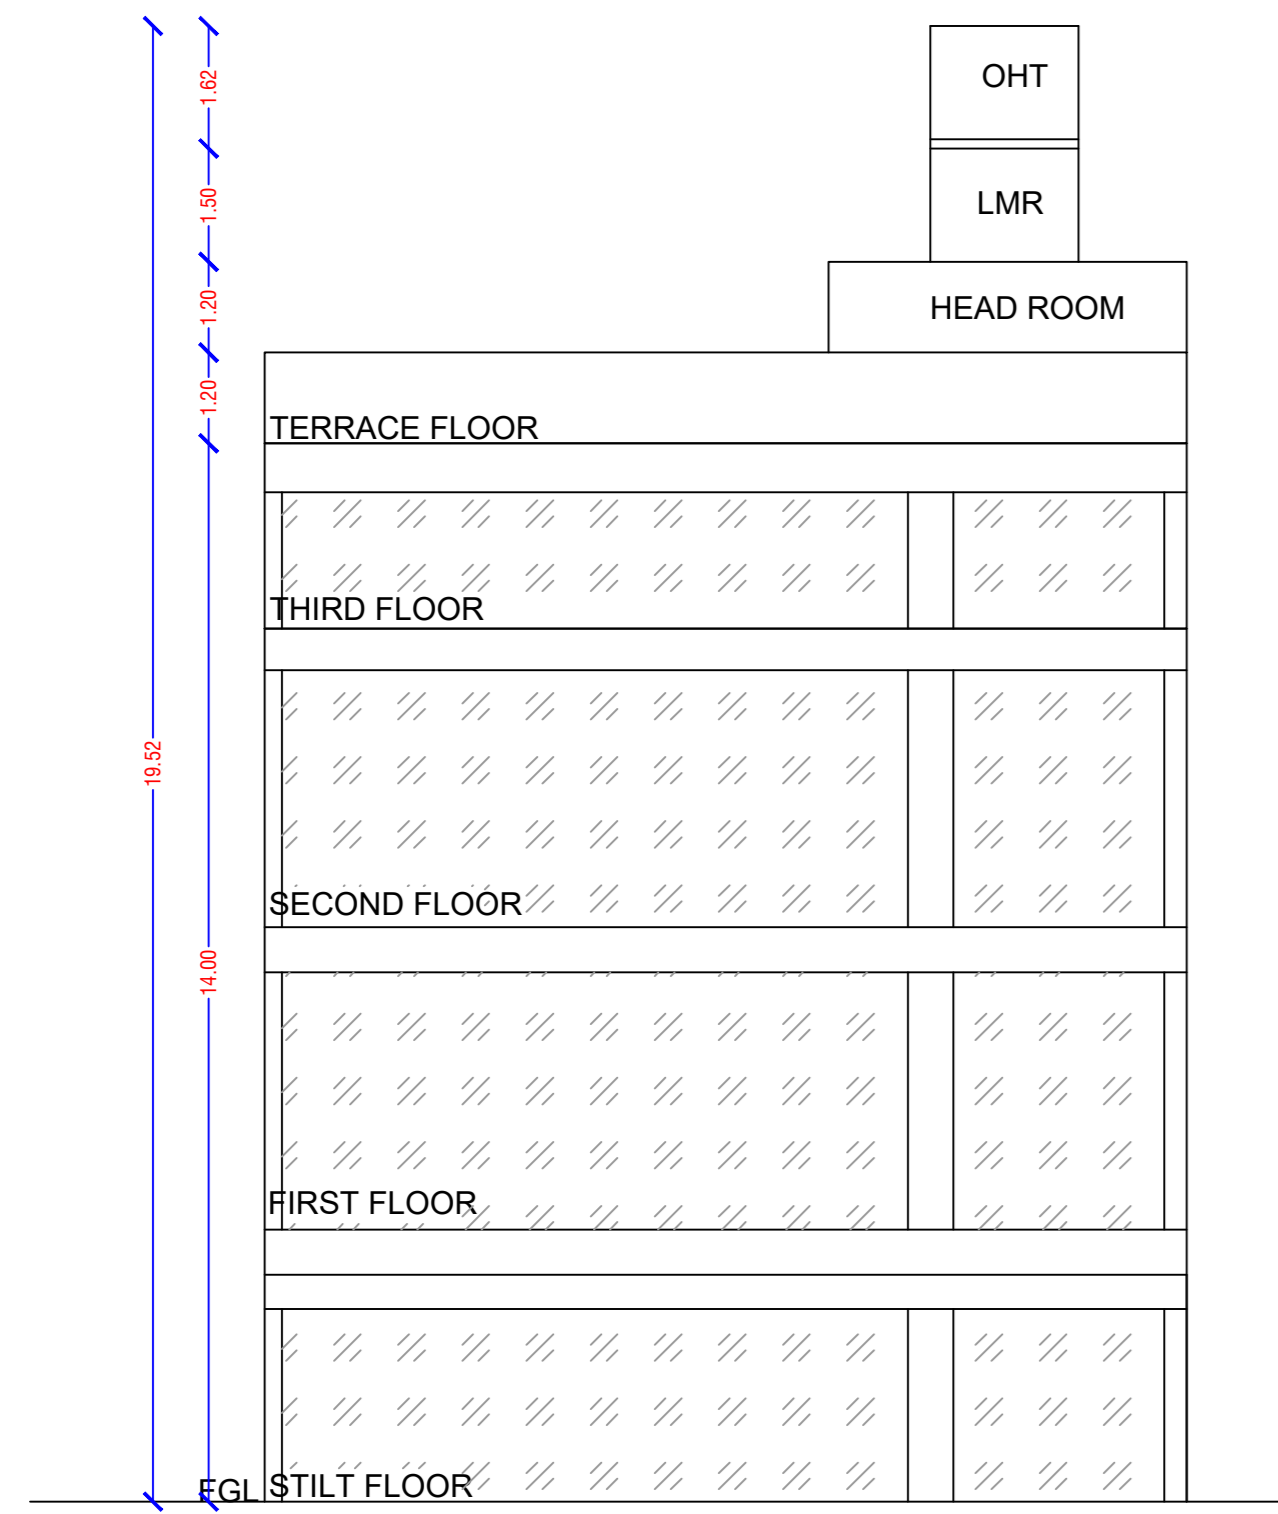 OHT
1.62
LMR
1.50
HEAD ROOM
1.20
1.20
TERRACE FLOOR
THIRD FLOOR
19.52
SECOND FLOOR
14.00
FIRST FLOOR
FGL
STILT FLOOR